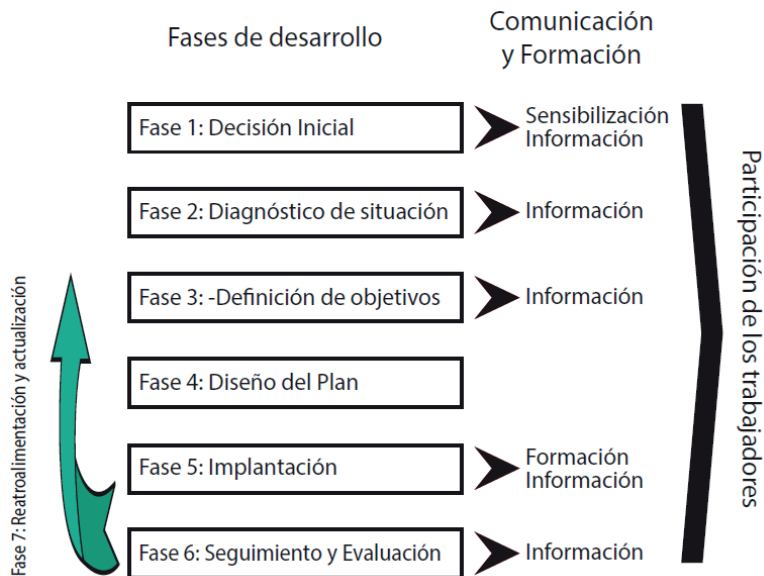 Fases de desarrollo
Comunicación
y Formación
Fase 1: Decisión Inicial
Sensibilización
Información
Fase 2: Diagnóstico de situación
Información
Fase 3: -Definición de objetivos
Información
Fase 4: Diseño del Plan
Fase 5: Implantación
Formación
Información
Fase 6: Seguimiento y Evaluación
Información
Fase 7: Reatroalimentación y actualización
Participación de los trabajadores